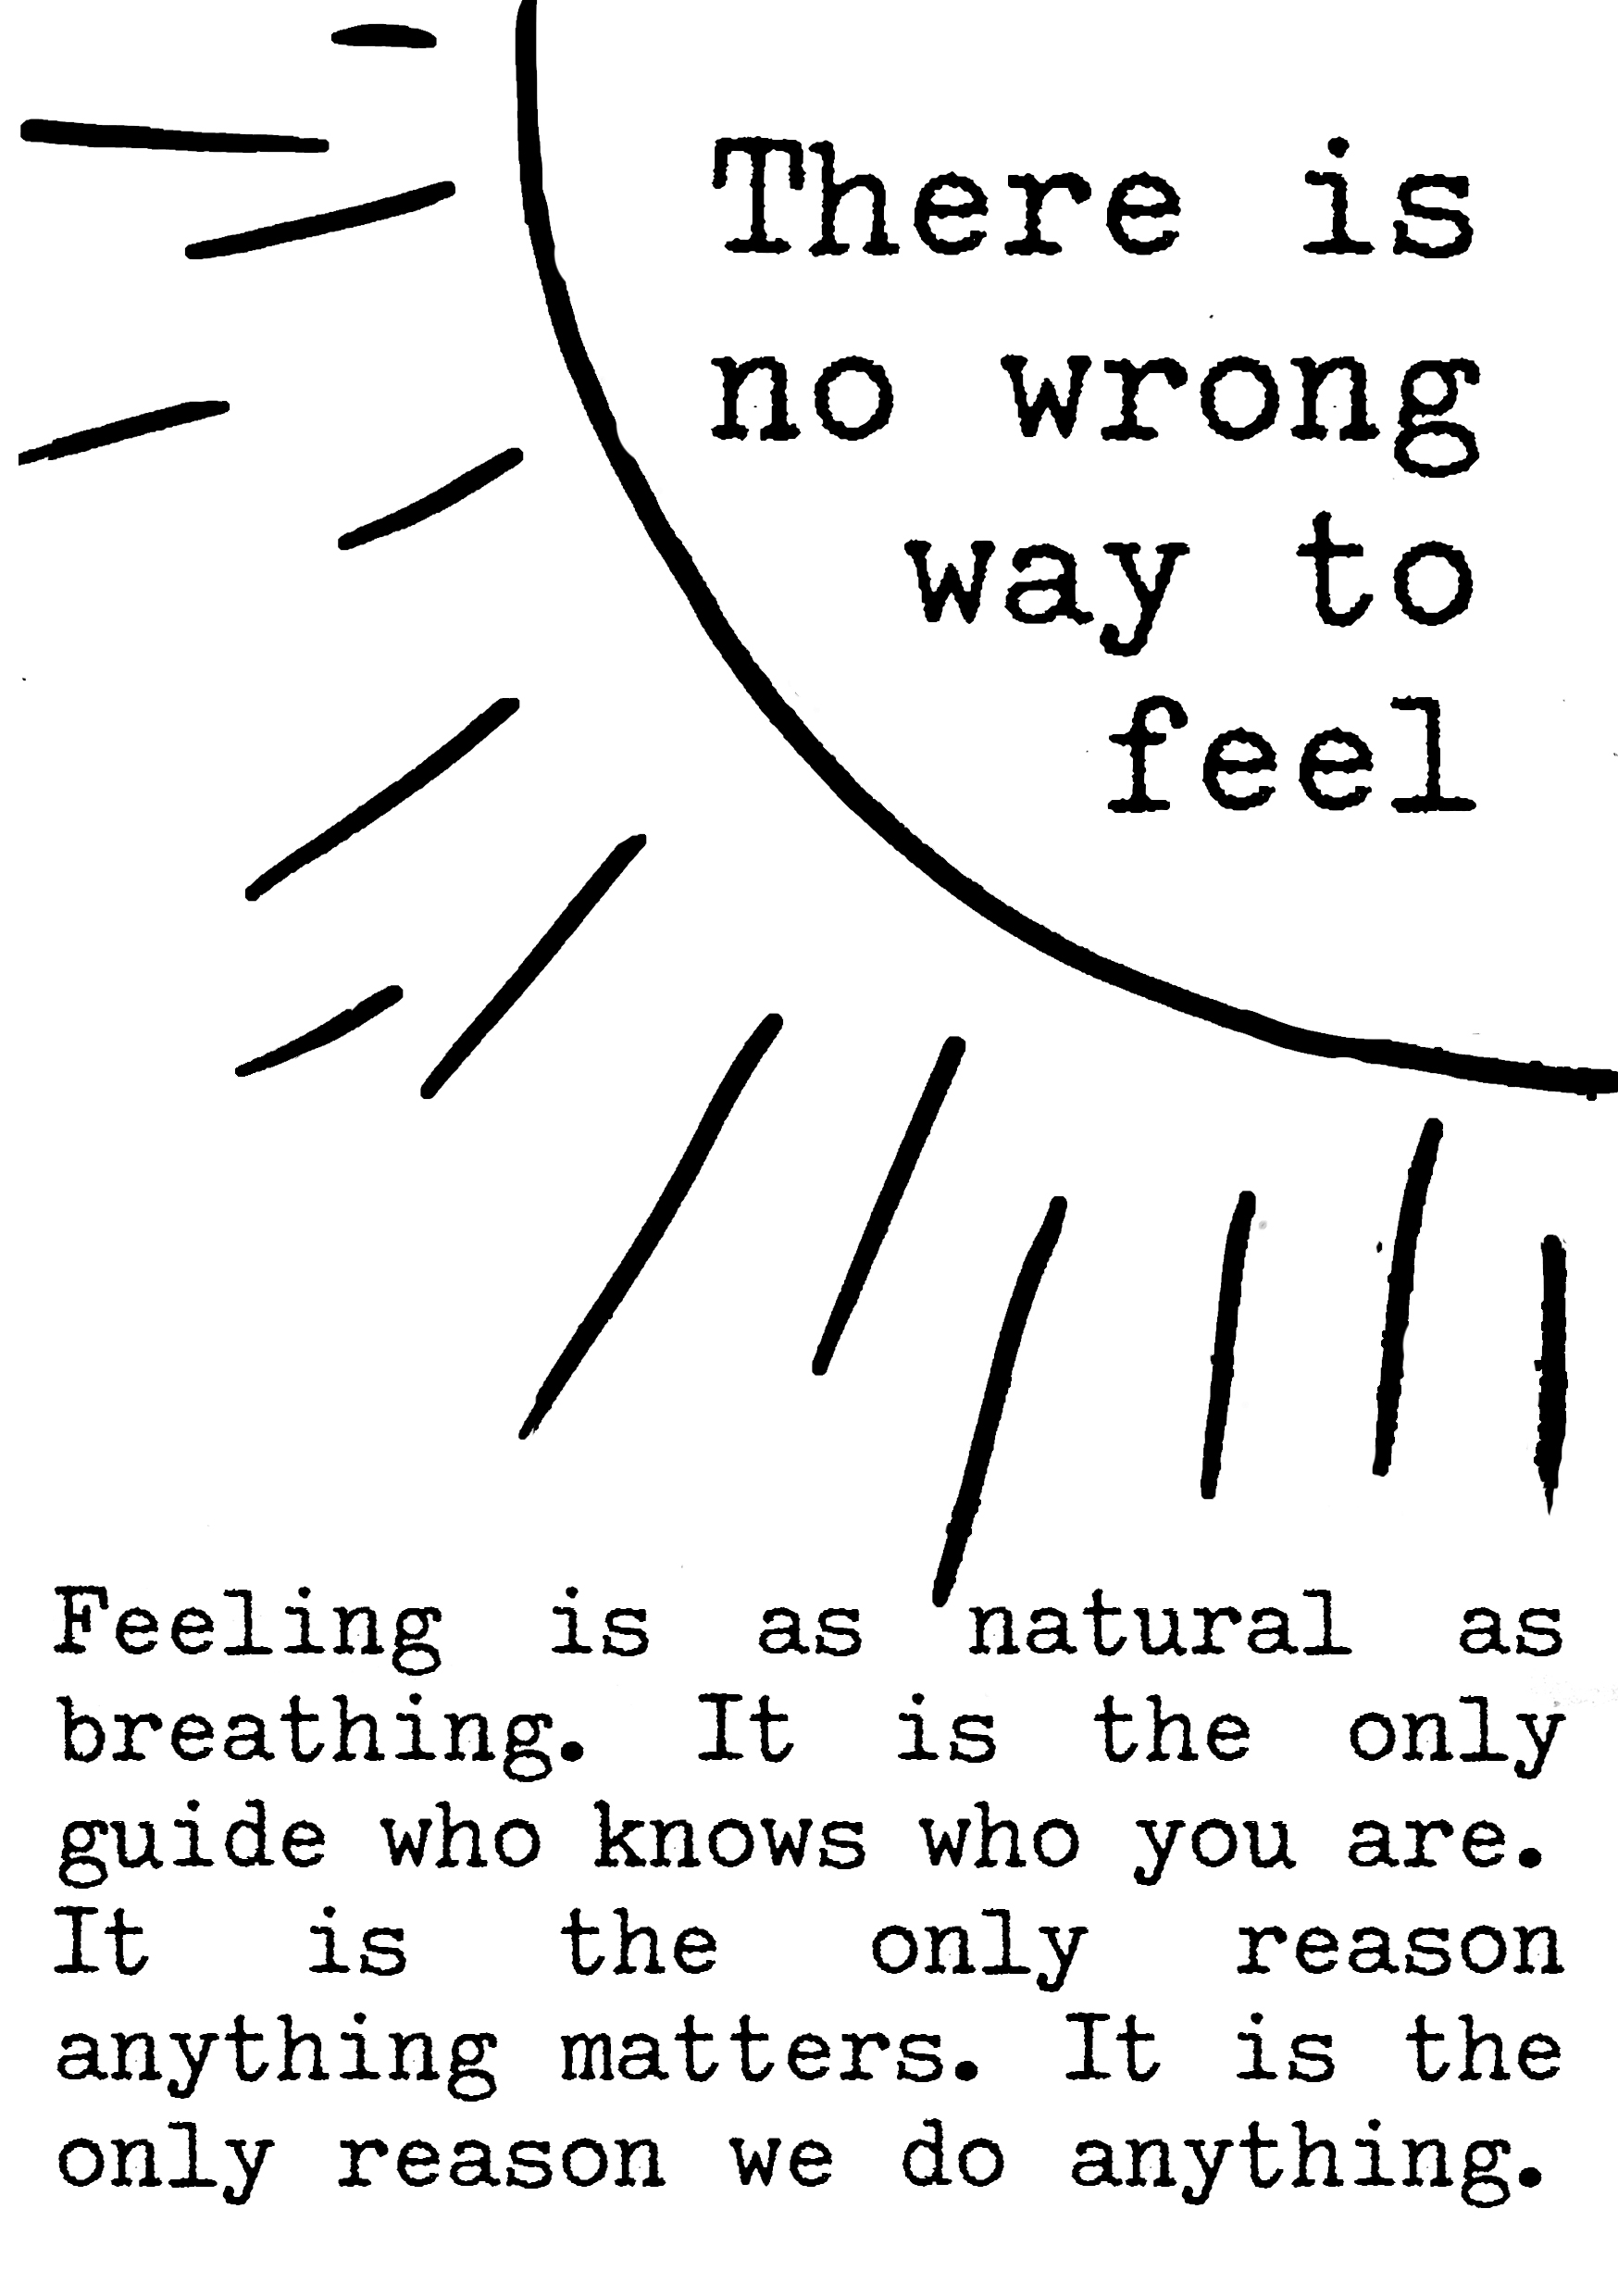 There is
no wrong
way to
feel
Feeling is as natural as
breathing. It is the only
guide who knows who you are.
It is the only reason
anything matters. It is the
only reason we do anything.